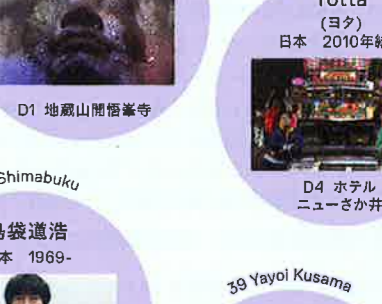 D1 地蔵山開悟峯寺
Yotta
(ヨタ)
日本 2010年結
D4 ホテル
ニューさか井
Shimabuku
島袋道浩
本 1969-
39 Yayoi Kusama